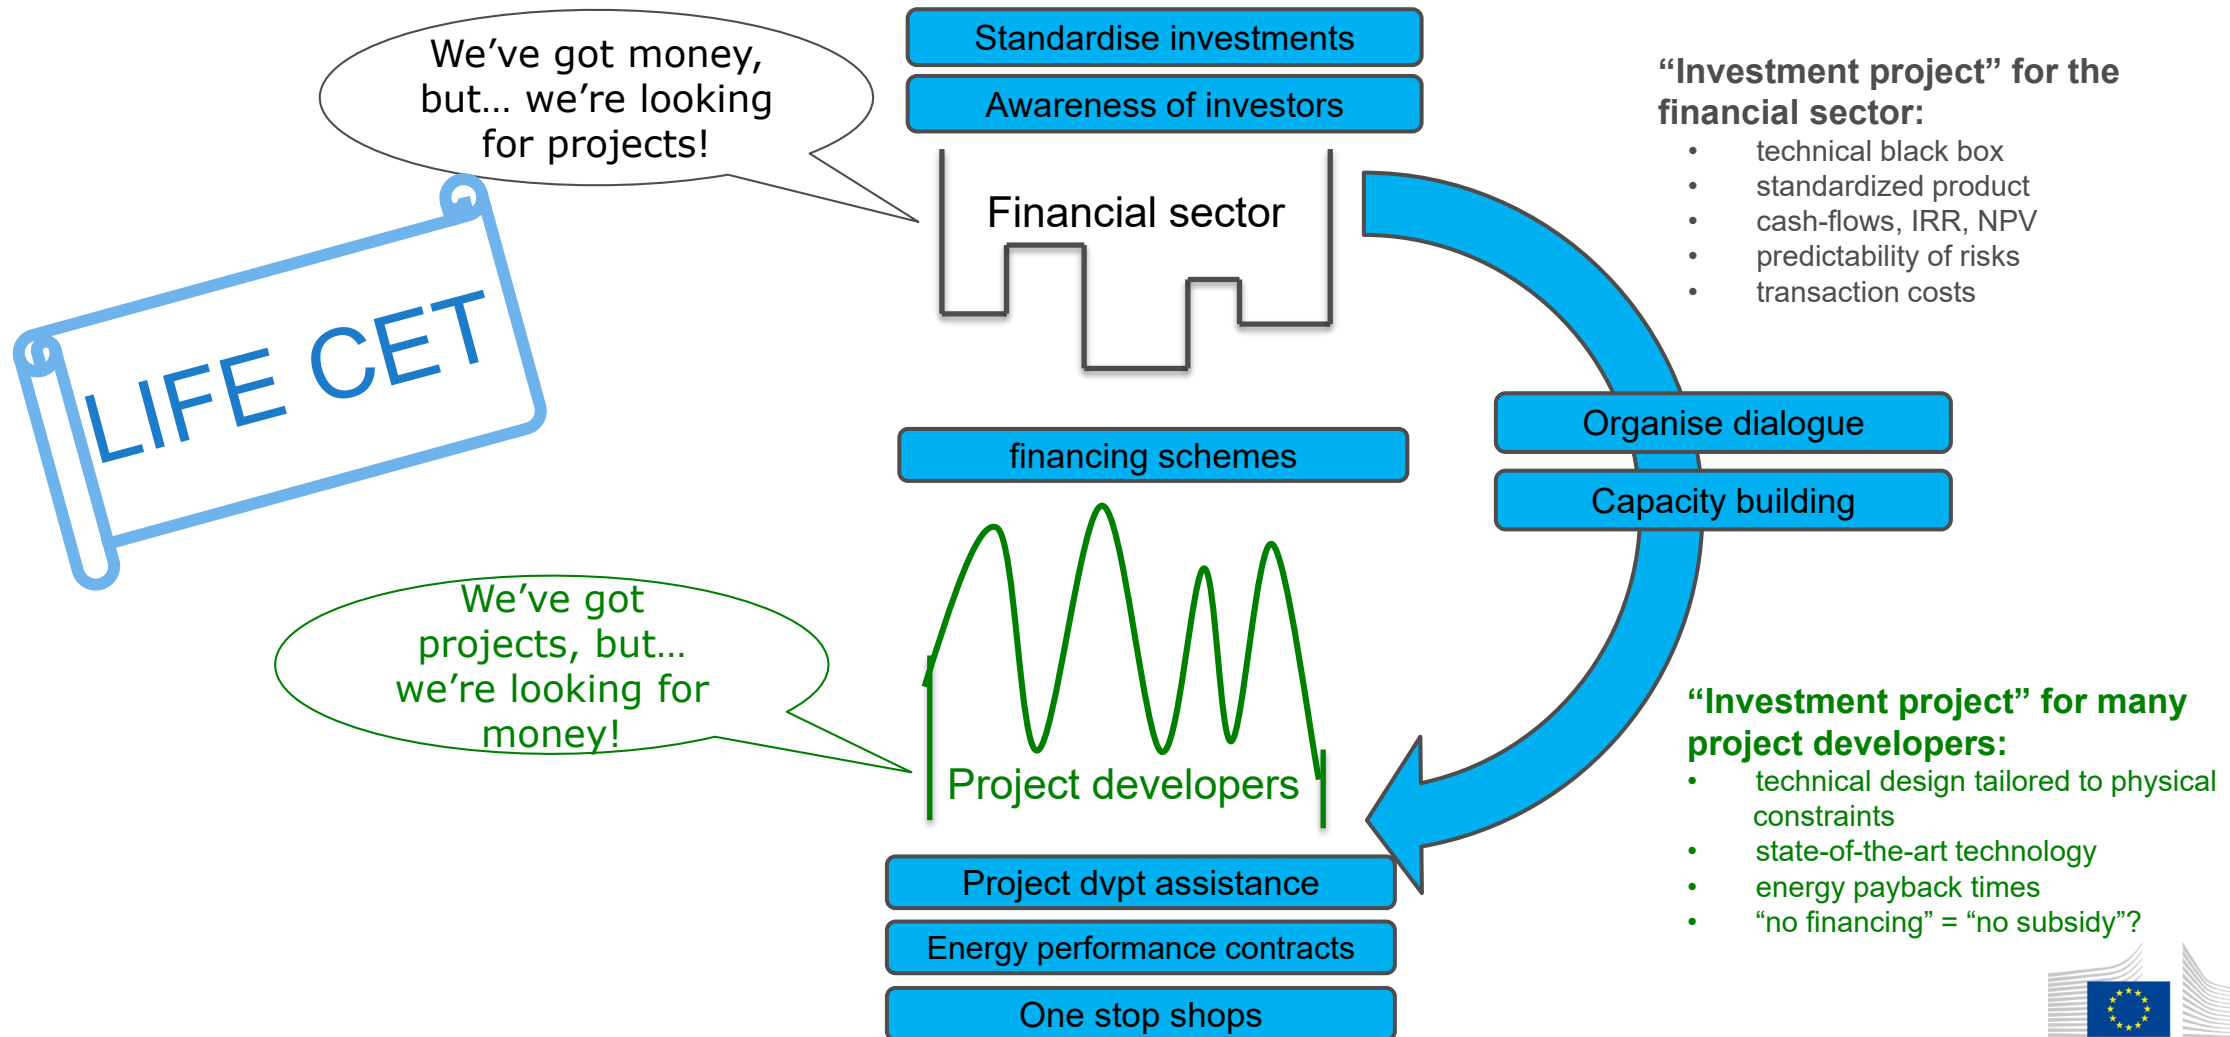 We’ve got money,
but... we’re looking
for projects!
Standardise investments
Awareness of investors
Financial sector
“Investment project” for the
financial sector:
• technical black box
• standardized product
• cash-flows, IRR, NPV
• predictability of risks
• transaction costs
LIFE CET
Organise dialogue
Capacity building
financing schemes
We’ve got
projects, but...
we’re looking for
money!
Project developers
“Investment project” for many
project developers:
• technical design tailored to physical
constraints
• state-of-the-art technology
• energy payback times
• “no financing” = “no subsidy”?
Project dvpt assistance
Energy performance contracts
One stop shops